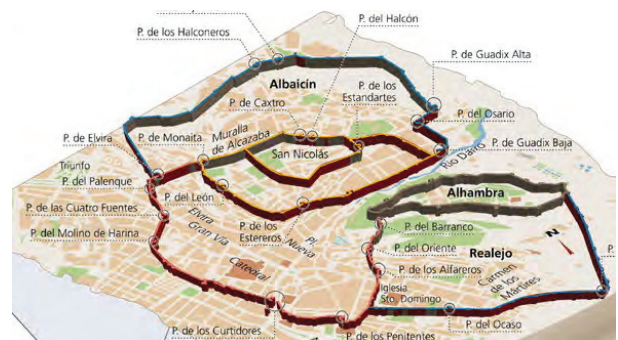 P. del Halcón
P. de los Halconeros
P. de Guadix Alta
Albaicín
P. de los
Estandartes
P. de Caxtro
P. del Osario
Muralla
de Alcazaba
P. de Elvira
P. de Monaita
San Nicolás
P. de Guadix Baja
Río Darro
Triunfo
P. del Palenque
Alhambra
P. del León
P. de las Cuatro Fuentes
Elvira
P. de los
Estereros
P. del Barranco
P. del Molino de Harina
Gran Vía
Pl.
Nueva
P. del Oriente
Realejo
N
Catedral
P. de los Alfareros
Carmen
de los
Mártires
Iglesia
Sto. Domingo
P. de los Curtidores
P. de los Penitentes
P. del Ocaso
P.